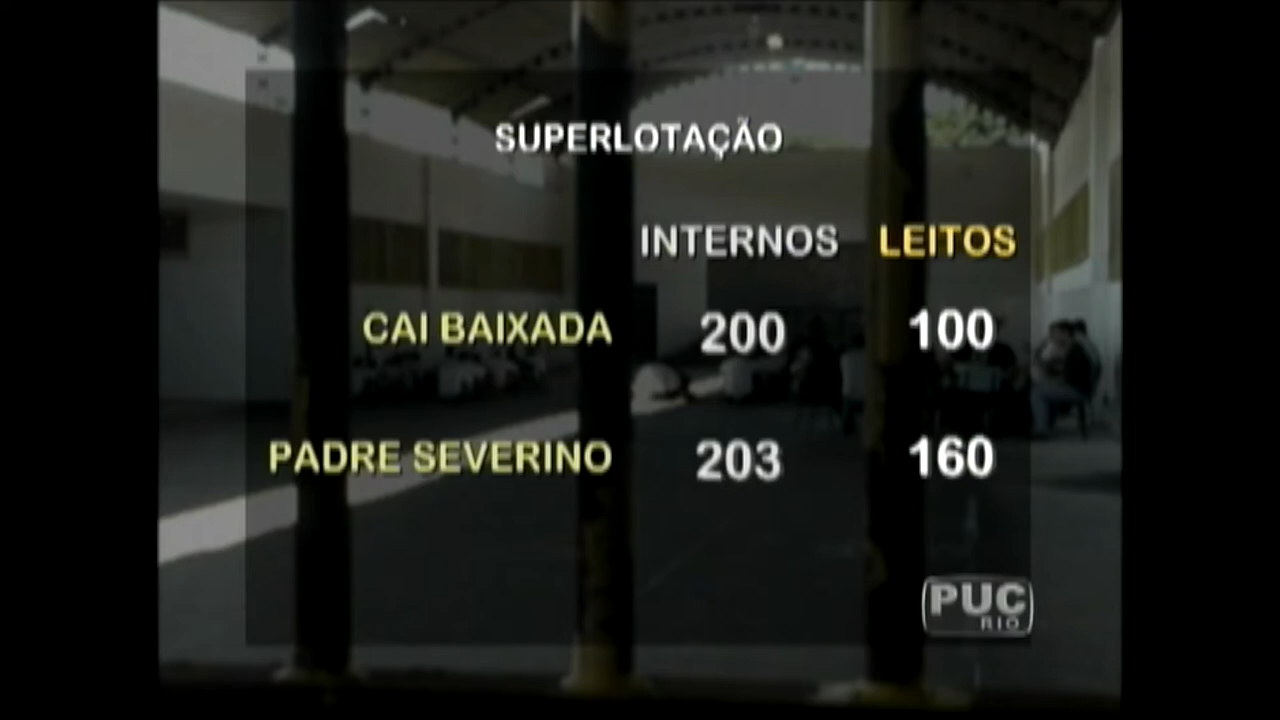 SUPERLOTAÇÃO
INTERNOS LEITOS
CAI BAIXADA 200 100
PADRE SEVERINO 203 160
PUC
RIO